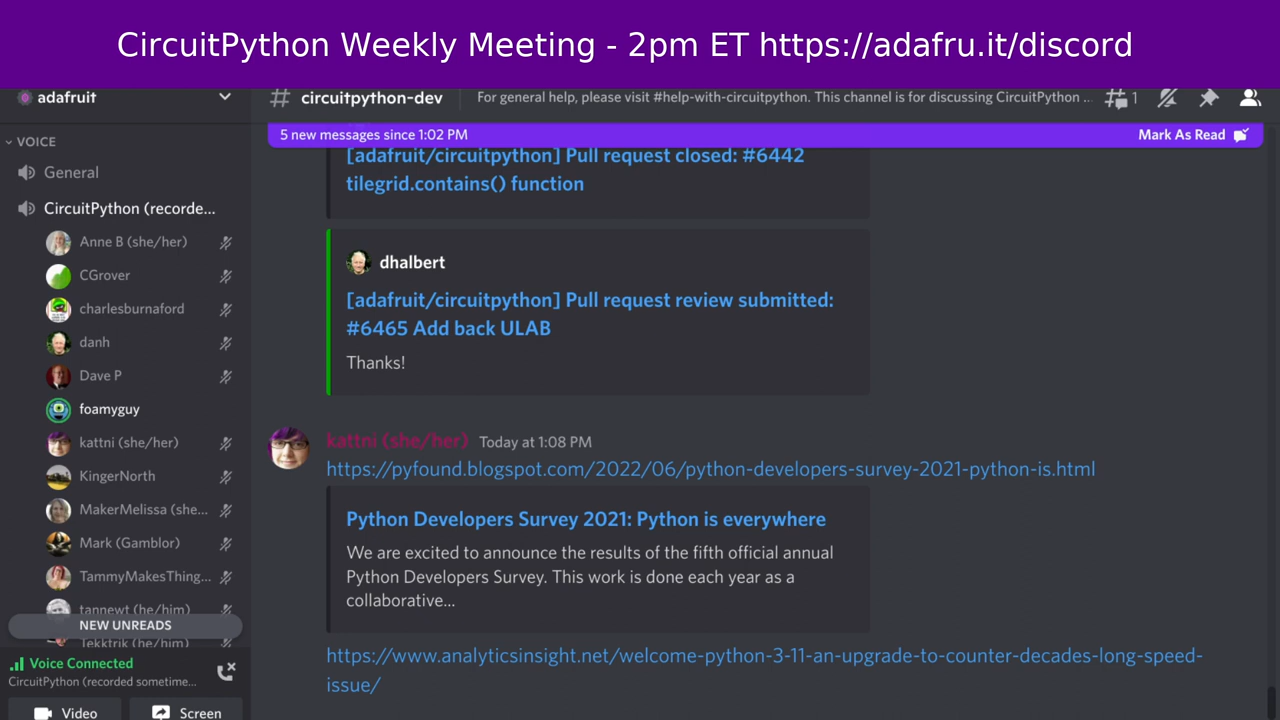 CircuitPython Weekly Meeting - 2pm ET https://adafru.it/discord
adafruit
# circuitpython-dev
For general help, please visit #help-with-circuitpython. This channel is for discussing CircuitPython ...
1
5 new messages since 1:02 PM
Mark As Read
VOICE
General
CircuitPython (recorde...
Anne B (she/her)
CGrover
charlesburnaford
danh
Dave P
foamyguy
kattni (she/her)
KingerNorth
MakerMelissa (she...
Mark (Gamblor)
TammyMakesThing...
tannewt (he/him)
NEW UNREADS
Tekktrik (he/him)
Voice Connected
CircuitPython (recorded sometime...
Video
Screen
[adafruit/circuitpython] Pull request closed: #6442
tilegrid.contains() function
dhalbert
[adafruit/circuitpython] Pull request review submitted:
#6465 Add back ULAB
Thanks!
kattni (she/her) Today at 1:08 PM
https://pyfound.blogspot.com/2022/06/python-developers-survey-2021-python-is.html
Python Developers Survey 2021: Python is everywhere
We are excited to announce the results of the fifth official annual
Python Developers Survey. This work is done each year as a
collaborative...
https://www.analyticsinsight.net/welcome-python-3-11-an-upgrade-to-counter-decades-long-speed-
issue/